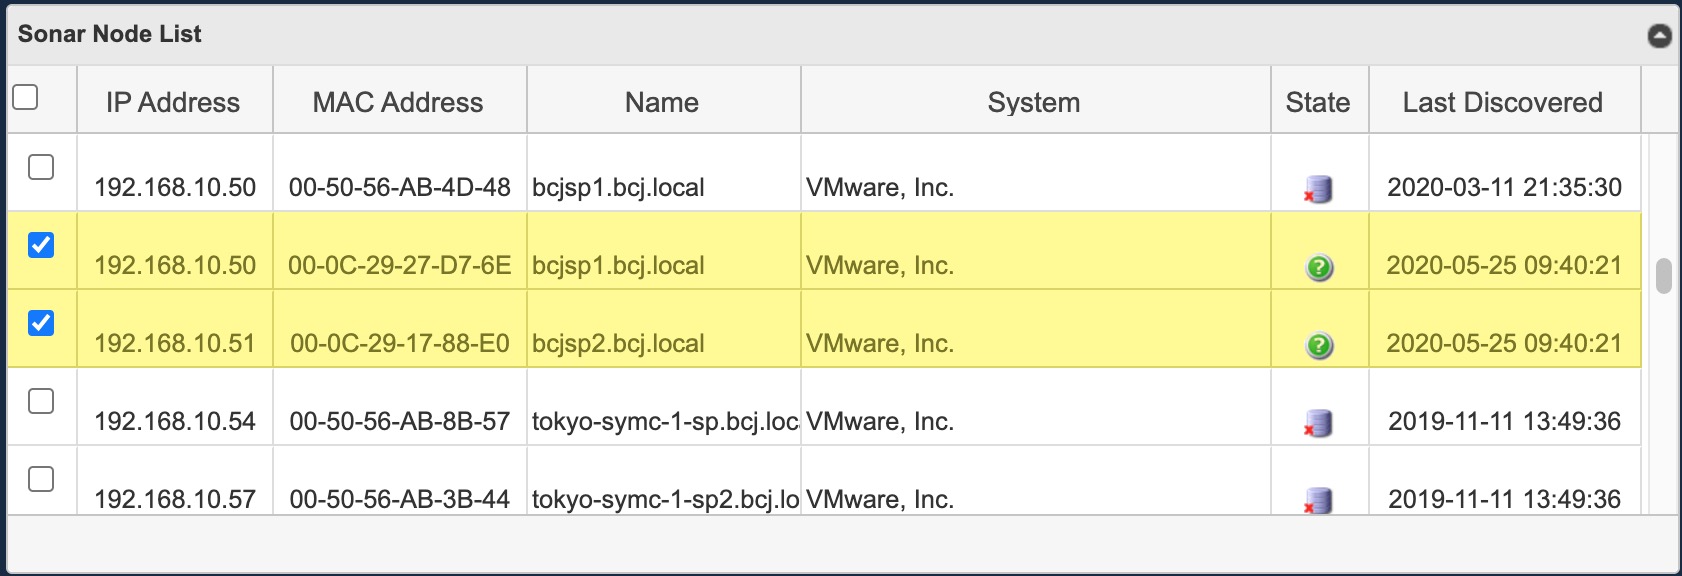 Sonar Node List
IP Address MAC Address Name System State Last Discovered
192.168.10.50 00-50-56-AB-4D-48 bcjsp1.bcj.local VMware, Inc. 2020-03-11 21:35:30
192.168.10.50 00-0C-29-27-D7-6E bcjsp1.bcj.local VMware, Inc. ? 2020-05-25 09:40:21
192.168.10.51 00-0C-29-17-88-E0 bcjsp2.bcj.local VMware, Inc. ? 2020-05-25 09:40:21
192.168.10.54 00-50-56-AB-8B-57 tokyo-symc-1-sp.bcj.loc VMware, Inc. 2019-11-11 13:49:36
192.168.10.57 00-50-56-AB-3B-44 tokyo-symc-1-sp2.bcj.lo VMware, Inc. 2019-11-11 13:49:36